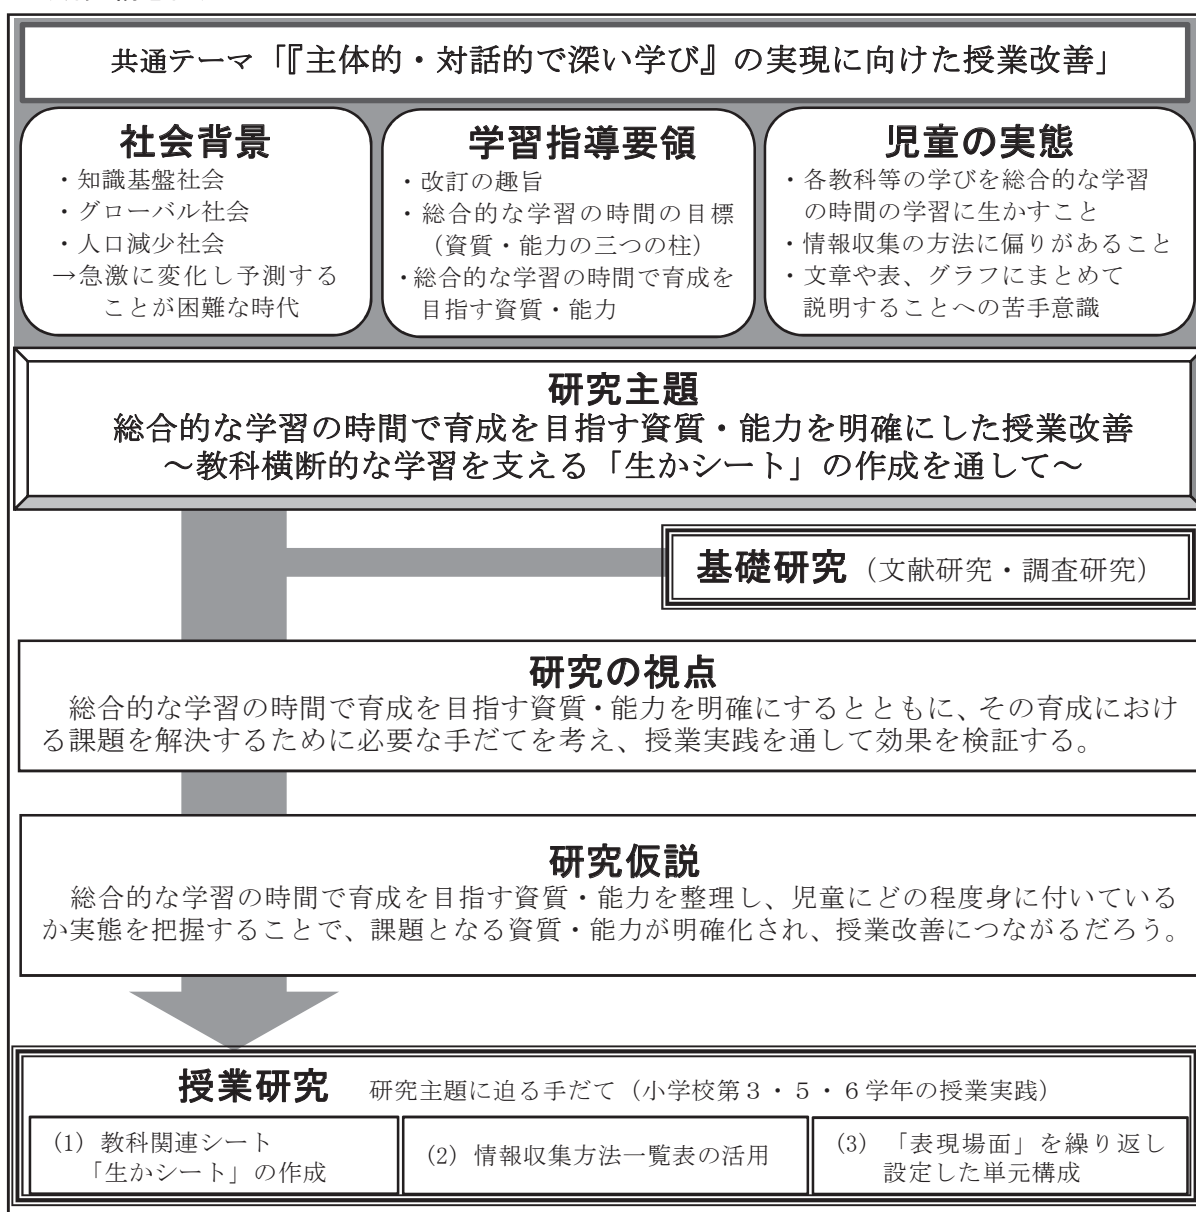 共通テーマ「『主体的・対話的で深い学び』の実現に向けた授業改善」
社会背景
・知識基盤社会
・グローバル社会
・人口減少社会
→急激に変化し予測する
ことが困難な時代
学習指導要領
・改訂の趣旨
・総合的な学習の時間の目標
（資質・能力の三つの柱）
・総合的な学習の時間で育成を
目指す資質・能力
児童の実態
・各教科等の学びを総合的な学習
の時間の学習に生かすこと
・情報収集の方法に偏りがあること
・文章や表、グラフにまとめて
説明することへの苦手意識
研究主題
総合的な学習の時間で育成を目指す資質・能力を明確にした授業改善
～教科横断的な学習を支える「生かシート」の作成を通して～
基礎研究（文献研究・調査研究）
研究の視点
総合的な学習の時間で育成を目指す資質・能力を明確にするとともに、その育成におけ
る課題を解決するために必要な手だてを考え、授業実践を通して効果を検証する。
研究仮説
総合的な学習の時間で育成を目指す資質・能力を整理し、児童にどの程度身に付いている
か実態を把握することで、課題となる資質・能力が明確化され、授業改善につながるだろう。
授業研究 研究主題に迫る手だて（小学校第３・５・６学年の授業実践）
(1) 教科関連シート
「生かシート」の作成
(2) 情報収集方法一覧表の活用
(3) 「表現場面」を繰り返し
設定した単元構成